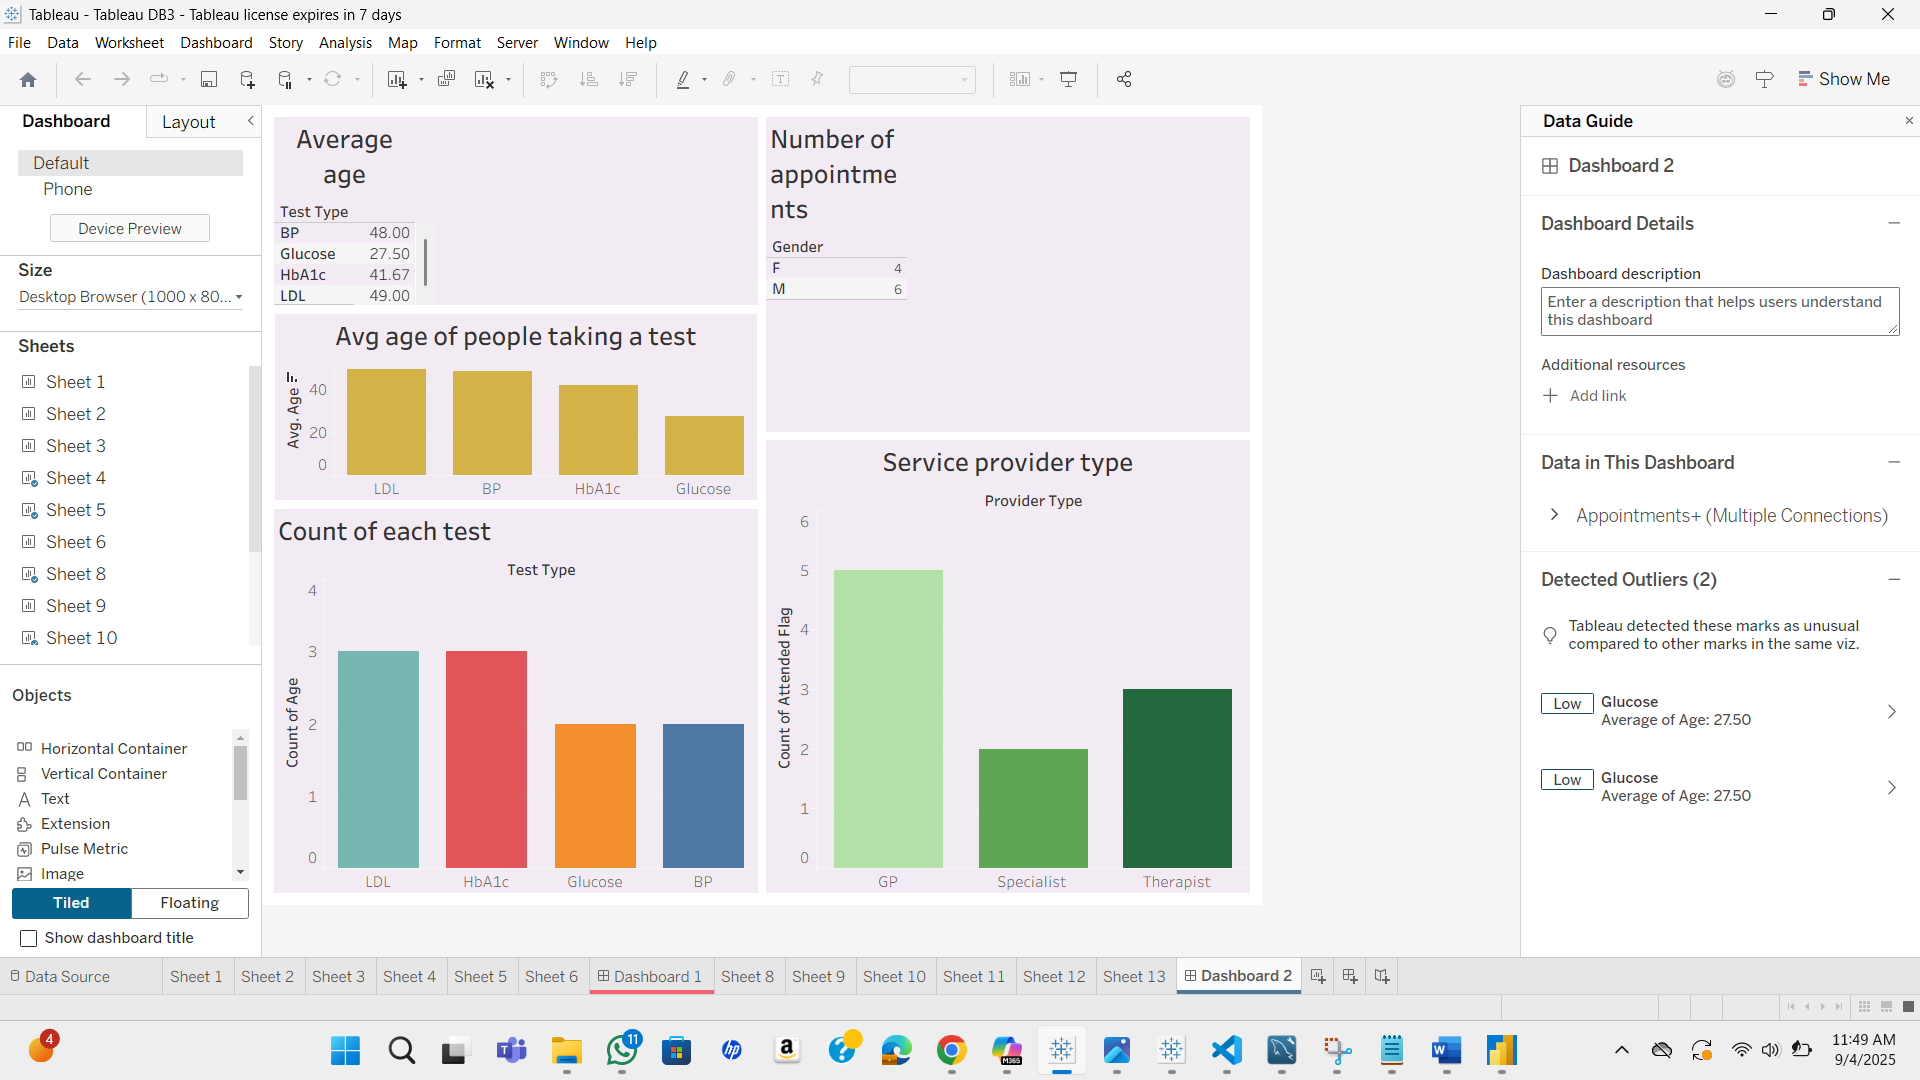 Tableau - Tableau DB3 - Tableau license expires in 7 days
File Data Worksheet Dashboard Story Analysis Map Format Server Window Help
Show Me
Dashboard Layout
Default
Phone
Device Preview
Size
Desktop Browser (1000 x 80...
Sheets
Sheet 1
Sheet 2
Sheet 3
Sheet 4
Sheet 5
Sheet 6
Sheet 8
Sheet 9
Sheet 10
Objects
Horizontal Container
Vertical Container
Text
Extension
Pulse Metric
Image
Tiled Floating
Show dashboard title
Average
age
Test Type
BP 48.00
Glucose 27.50
HbA1c 41.67
LDL 49.00
Avg age of people taking a test
Avg. Age
40
20
0
LDL BP HbA1c Glucose
Count of each test
Test Type
Count of Age
4
3
2
1
0
LDL HbA1c Glucose BP
Number of
appointme
nts
Gender
F 4
M 6
Service provider type
Provider Type
Count of Attended Flag
6
5
4
3
2
1
0
GP Specialist Therapist
Data Guide
Dashboard 2
Dashboard Details
Dashboard description
Enter a description that helps users understand
this dashboard
Additional resources
Add link
Data in This Dashboard
Appointments+ (Multiple Connections)
Detected Outliers (2)
Tableau detected these marks as unusual
compared to other marks in the same viz.
Low Glucose
Average of Age: 27.50
Low Glucose
Average of Age: 27.50
Data Source Sheet 1 Sheet 2 Sheet 3 Sheet 4 Sheet 5 Sheet 6 Dashboard 1 Sheet 8 Sheet 9 Sheet 10 Sheet 11 Sheet 12 Sheet 13 Dashboard 2
4
11
hp
a
M365
W
11:49 AM
9/4/2025